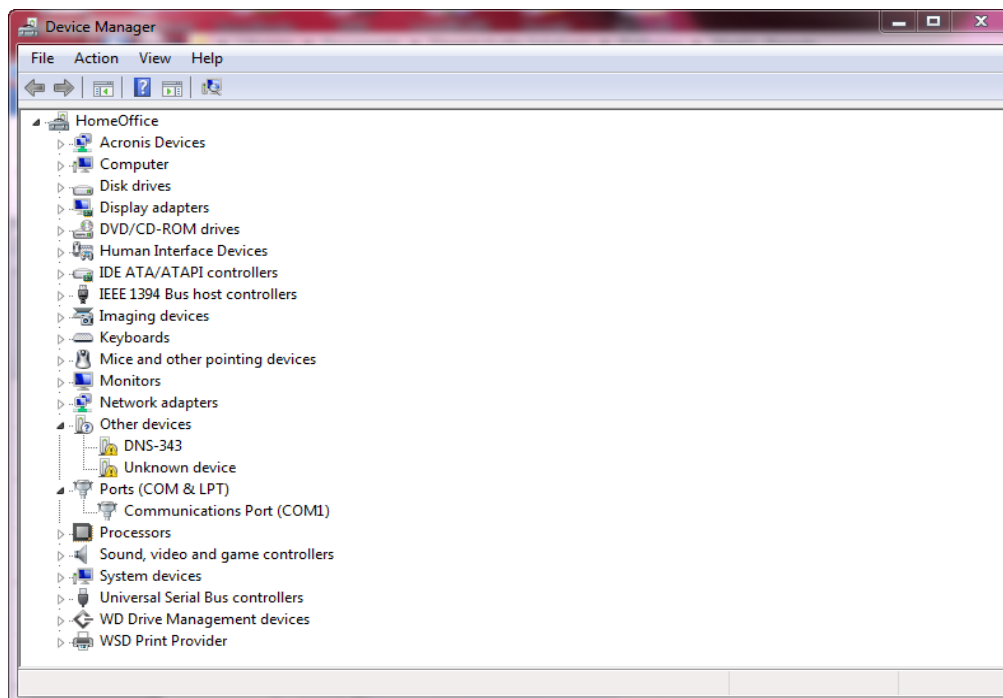 Device Manager
File Action View Help
HomeOffice
Acronis Devices
Computer
Disk drives
Display adapters
DVD/CD-ROM drives
Human Interface Devices
IDE ATA/ATAPI controllers
IEEE 1394 Bus host controllers
Imaging devices
Keyboards
Mice and other pointing devices
Monitors
Network adapters
Other devices
DNS-343
Unknown device
Ports (COM & LPT)
Communications Port (COM1)
Processors
Sound, video and game controllers
System devices
Universal Serial Bus controllers
WD Drive Management devices
WSD Print Provider